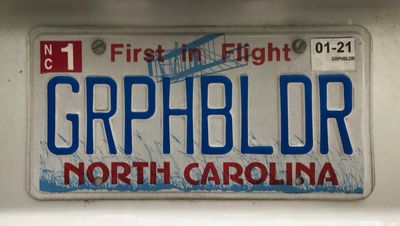 NC 1 First in Flight 01-21
GRPHBLDR
GRPHBLDR
NORTH CAROLINA